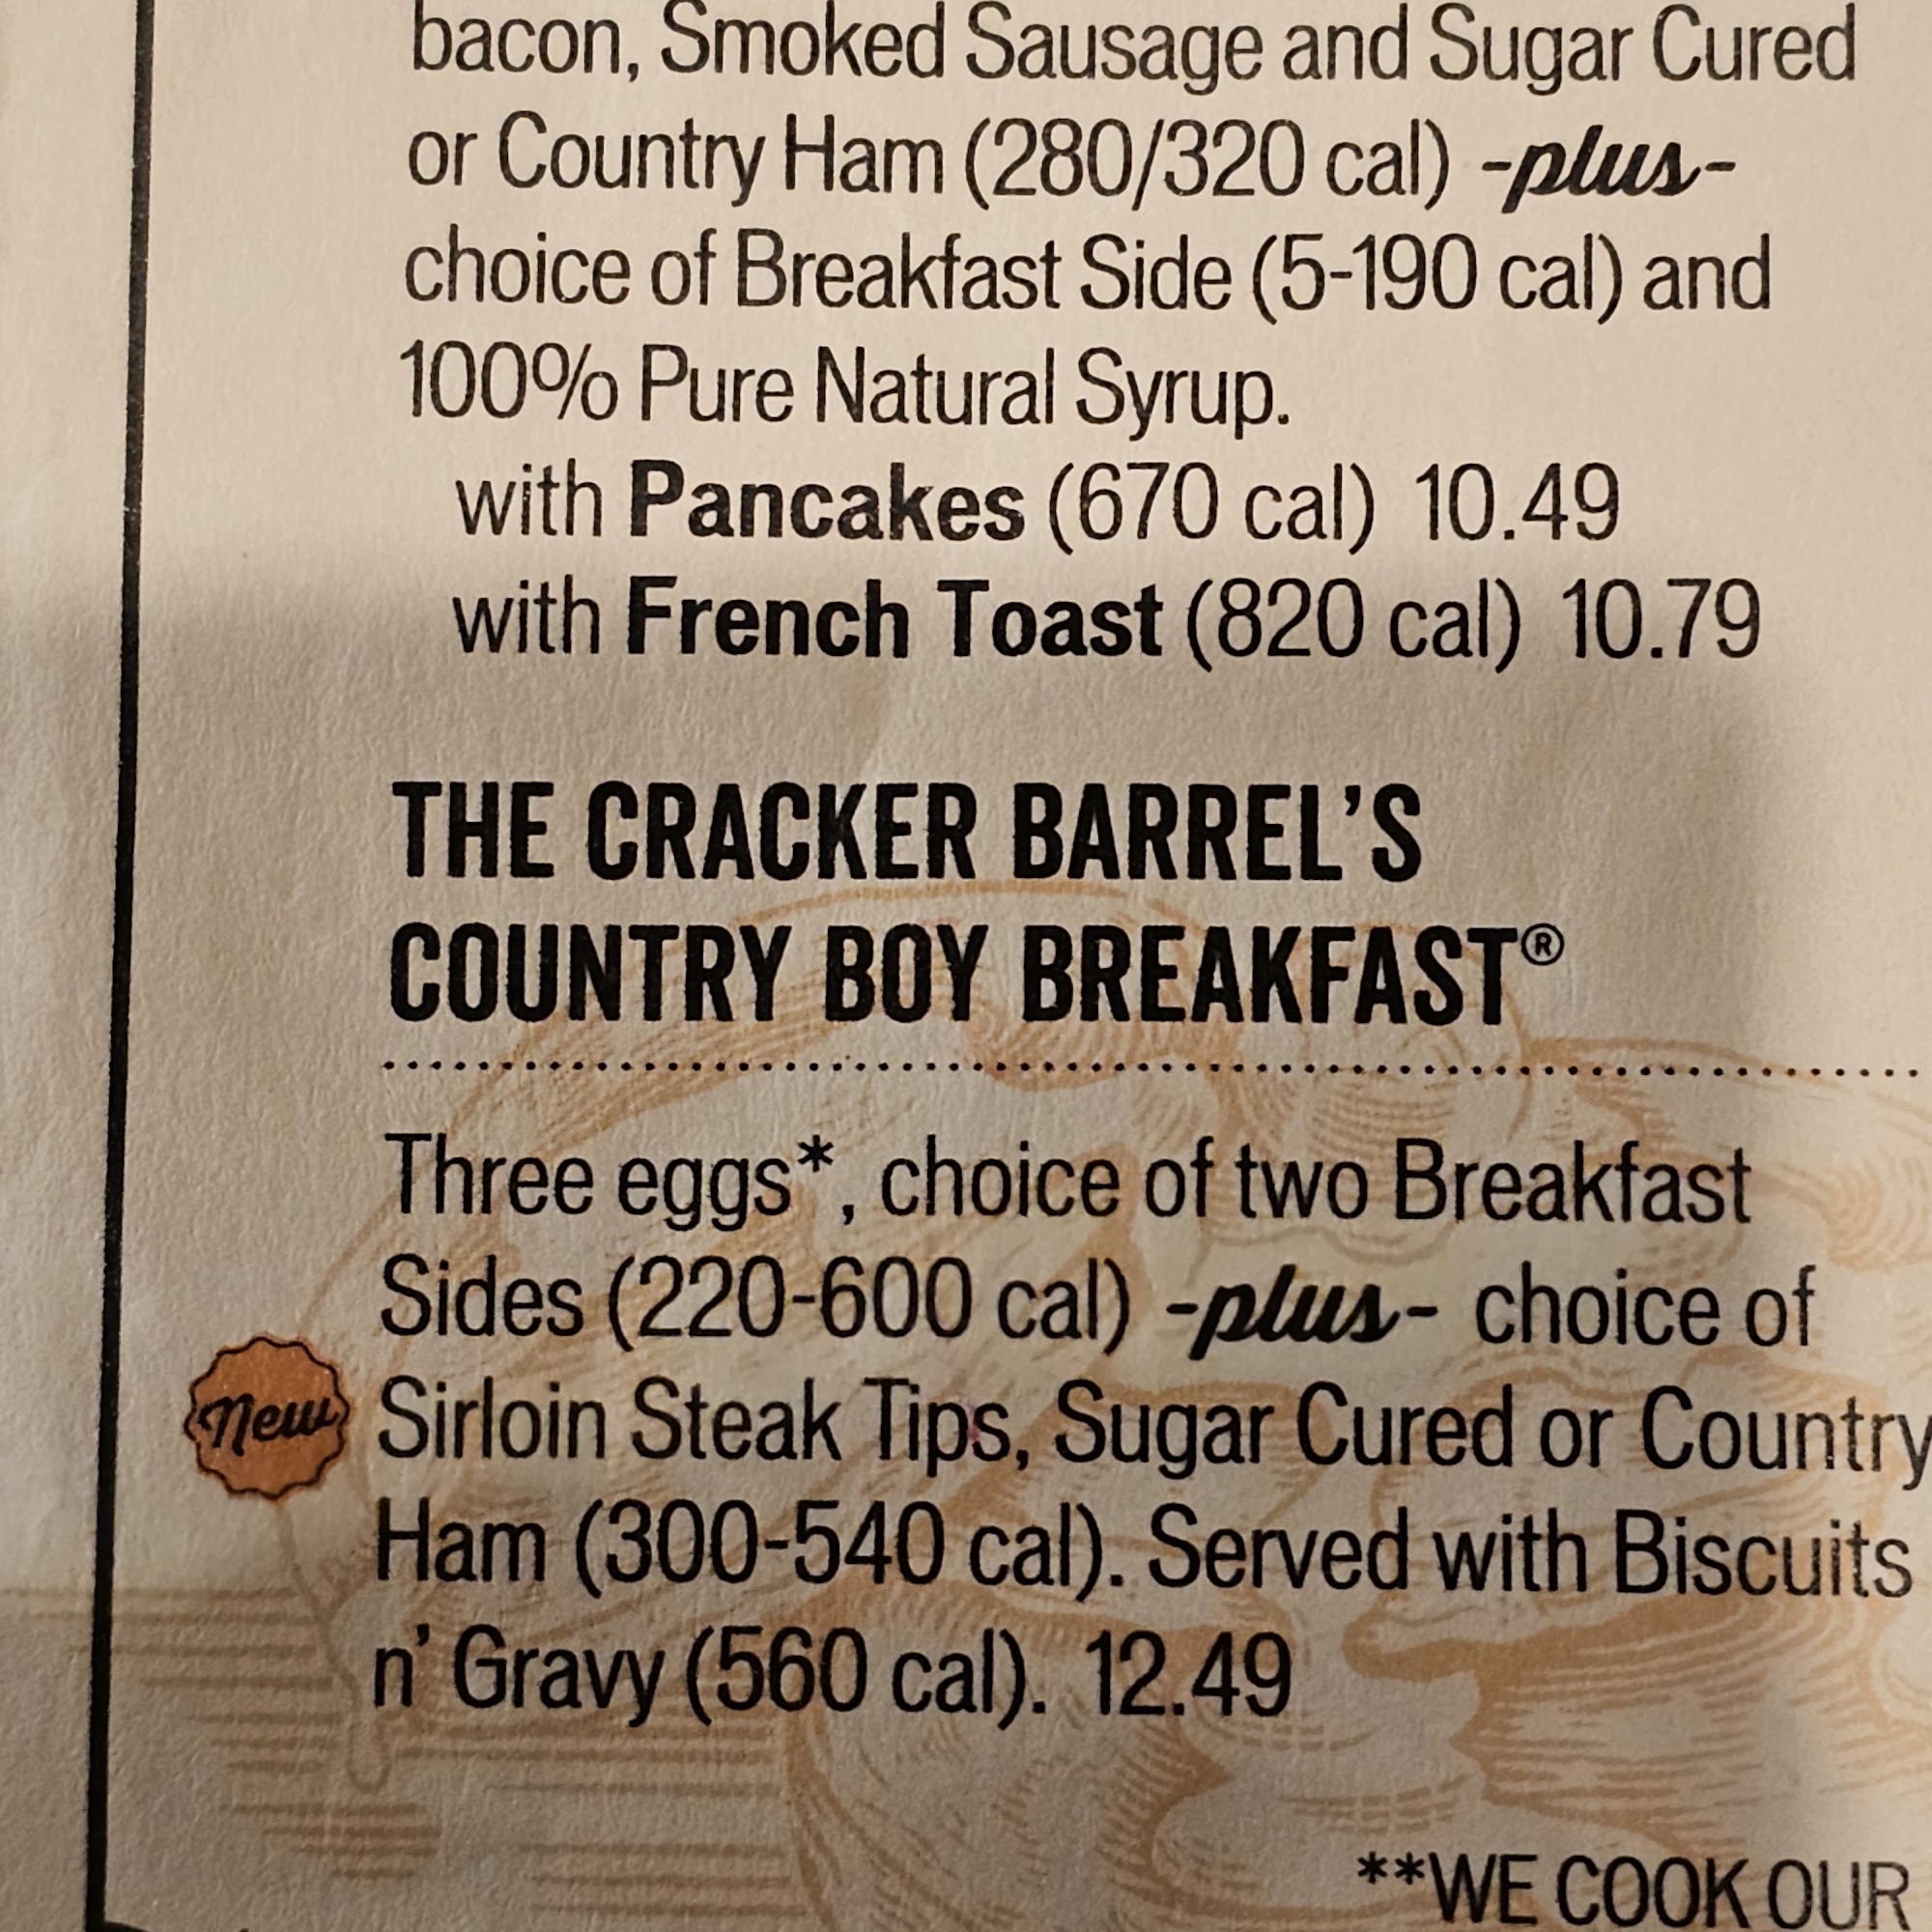 bacon, Smoked Sausage and Sugar Cured
or Country Ham (280/320 cal) -plus-
choice of Breakfast Side (5-190 cal) and
100% Pure Natural Syrup.
with Pancakes (670 cal) 10.49
with French Toast (820 cal) 10.79
THE CRACKER BARREL'S
COUNTRY BOY BREAKFAST®
Three eggs*, choice of two Breakfast
Sides (220-600 cal) -plus- choice of
New Sirloin Steak Tips, Sugar Cured or Country
Ham (300-540 cal). Served with Biscuits
n' Gravy (560 cal). 12.49
**WE COOK OUR